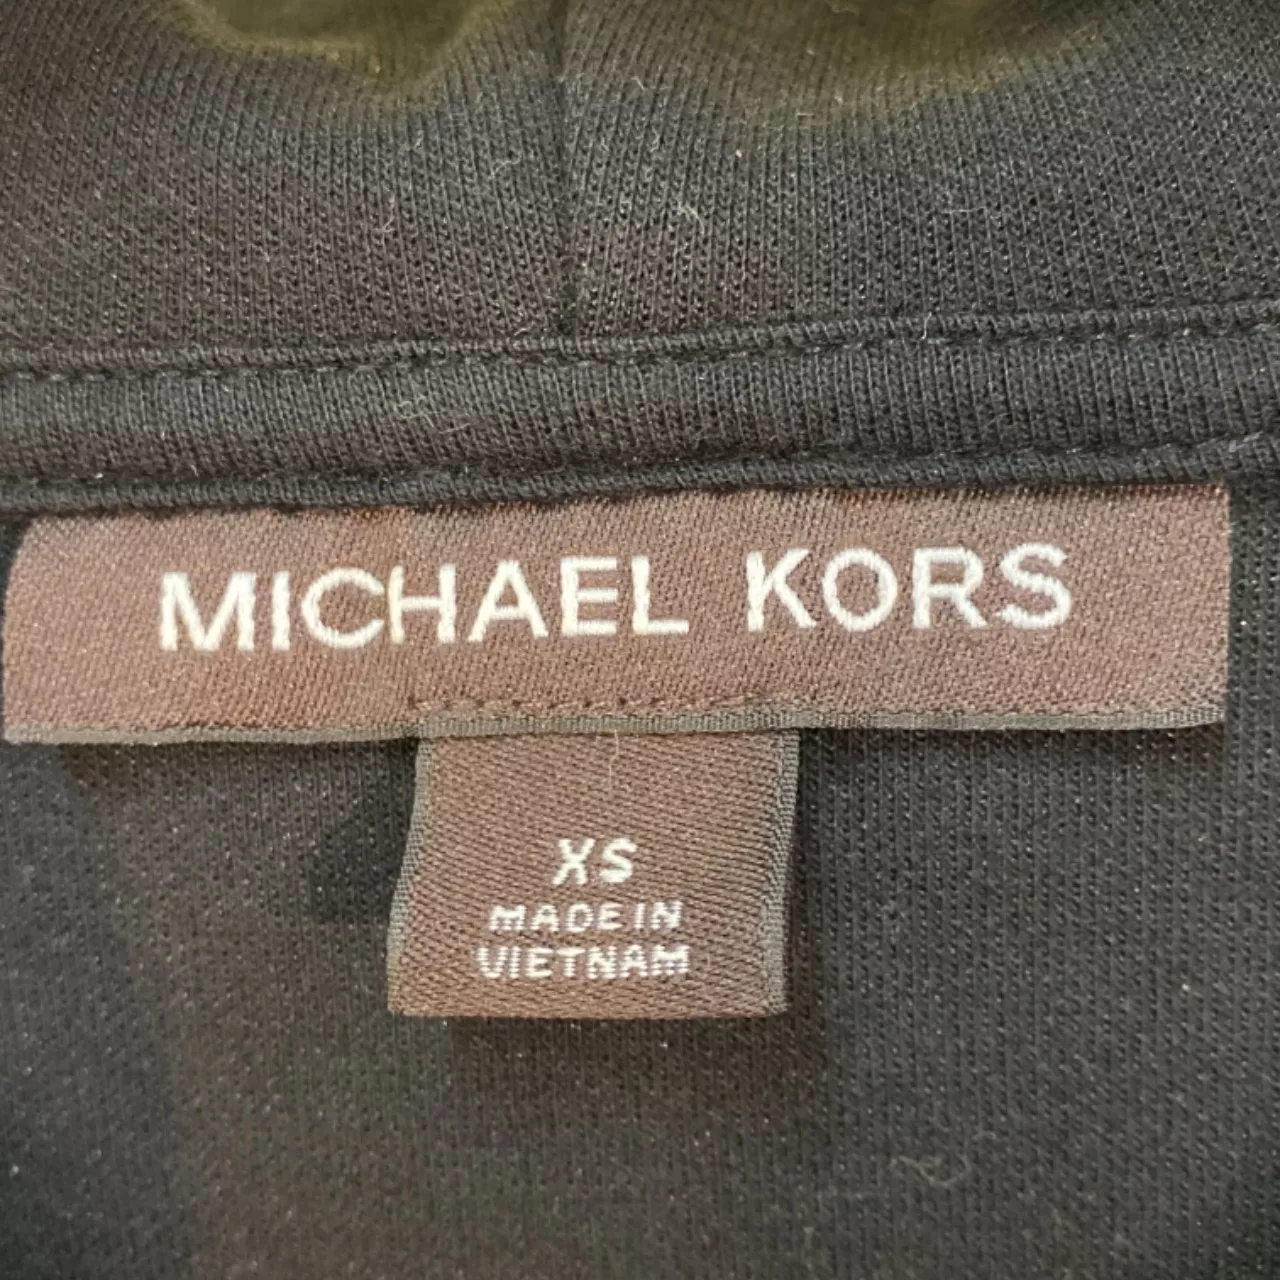 MICHAEL KORS
XS
MADE IN
VIETNAM